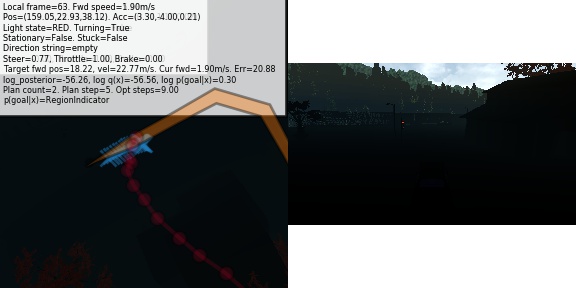 Local frame=63. Fwd speed=1.90m/s
Pos=(159.05,22.93,38.12). Acc=(3.30,-4.00,0.21)
Light state=RED. Turning=True
Stationary=False. Stuck=False
Direction string=empty
Steer=0.77, Throttle=1.00, Brake=0.00
Target fwd pos=18.22, vel=22.77m/s. Cur fwd=1.90m/s. Err=20.88
log_posterior=-56.26, log q(x)=-56.56, log p(goal|x)=0.30
Plan count=2. Plan step=5. Opt steps=9.00
p(goal|x)=RegionIndicator